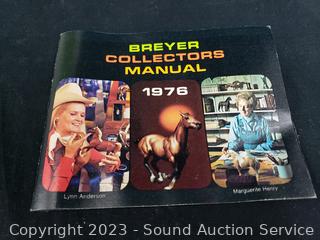 BREYER
COLLECTORS
MANUAL
1976
Lynn Anderson
Marguerite Henry
Copyright 2023 - Sound Auction Service